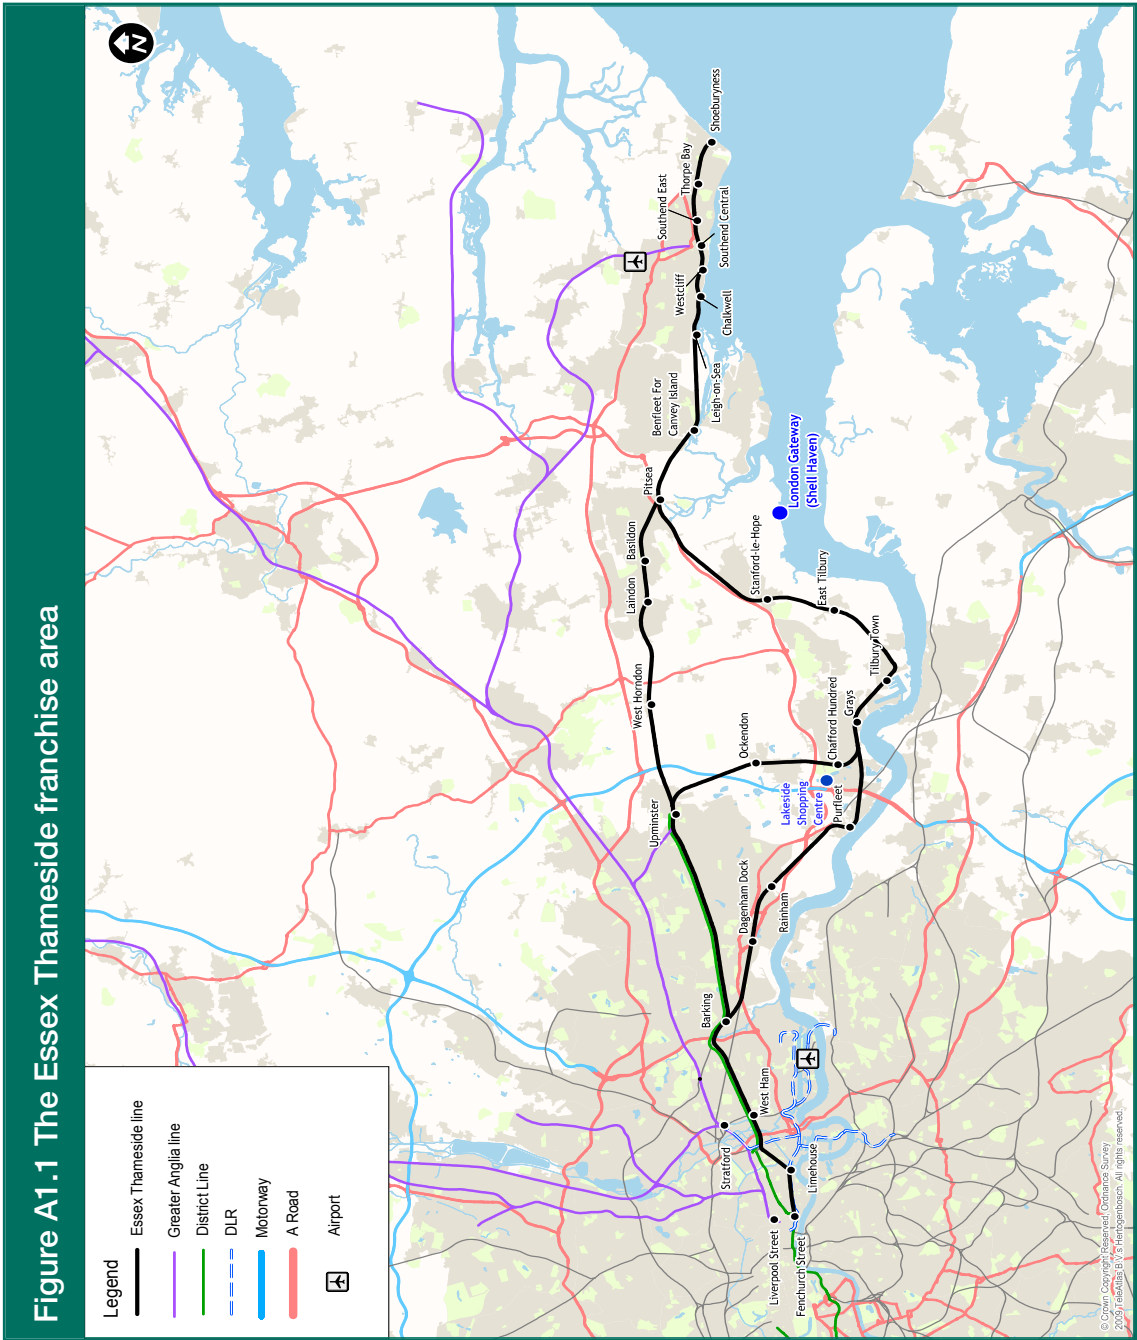 Figure A1.1 The Essex Thameside franchise area
N
Legend
Essex Thameside line
Greater Anglia line
District Line
DLR
Motorway
A Road
Airport
Shoeburyness
Thorpe Bay
Southend East
Southend Central
Westcliff
Chalkwell
Leigh-on-Sea
Benfleet For
Canvey Island
Pitsea
Basildon
Laindon
West Horndon
Upminster
London Gateway
(Shell Haven)
Stanford-le-Hope
East Tilbury
Tilbury Town
Grays
Chafford Hundred
Ockendon
Lakeside
Shopping
Centre
Purfleet
Rainham
Dagenham Dock
Barking
West Ham
Stratford
Limehouse
Liverpool Street
Fenchurch Street
© Crown Copyright Reserved; Ordnance Survey
2009;TeleAtlas B.V.'s Hertogenbosch. All rights reserved.